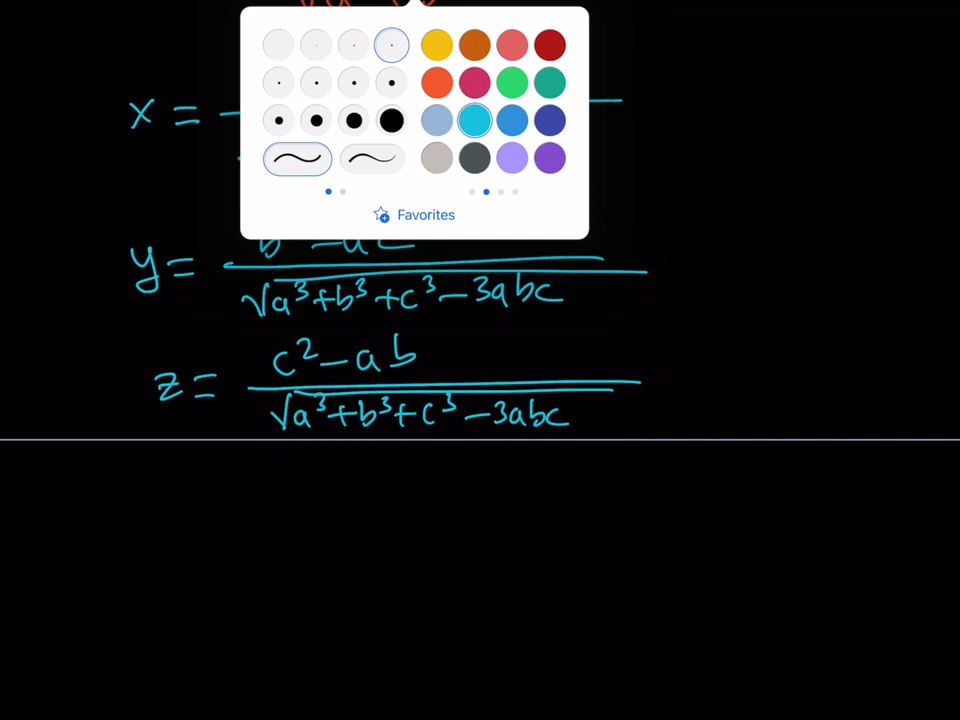 x =
Favorites
y = b² - ac / √a³+b³+c³-3abc
z = c²-ab / √a³+b³+c³-3abc